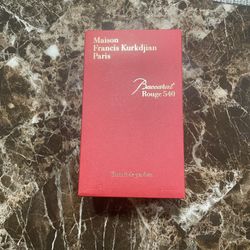 Maison
Francis Kurkdjian
Paris
Baccarat
Rouge 540
Extrait de parfum